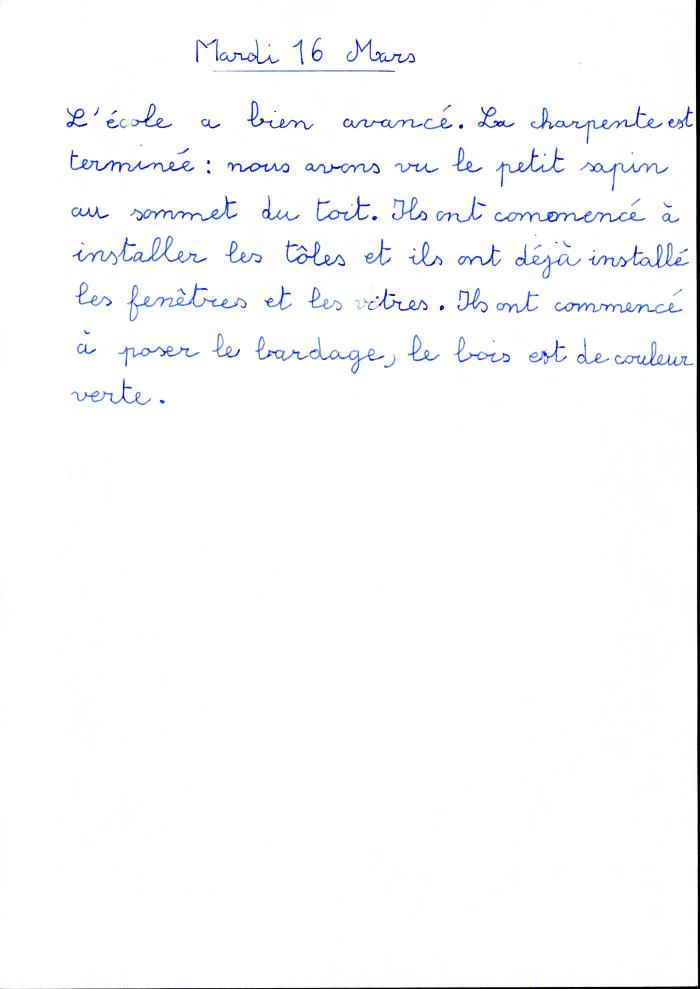 Mardi 16 Mars
L'école a bien avancé. La charpente est
terminée : nous avons vu le petit sapin
au sommet du toit. Ils ont commencé à
installer les tôles et ils ont déjà installé
les fenêtres et les vitres. Ils ont commencé
à poser le bardage, le bois est de couleur
verte.